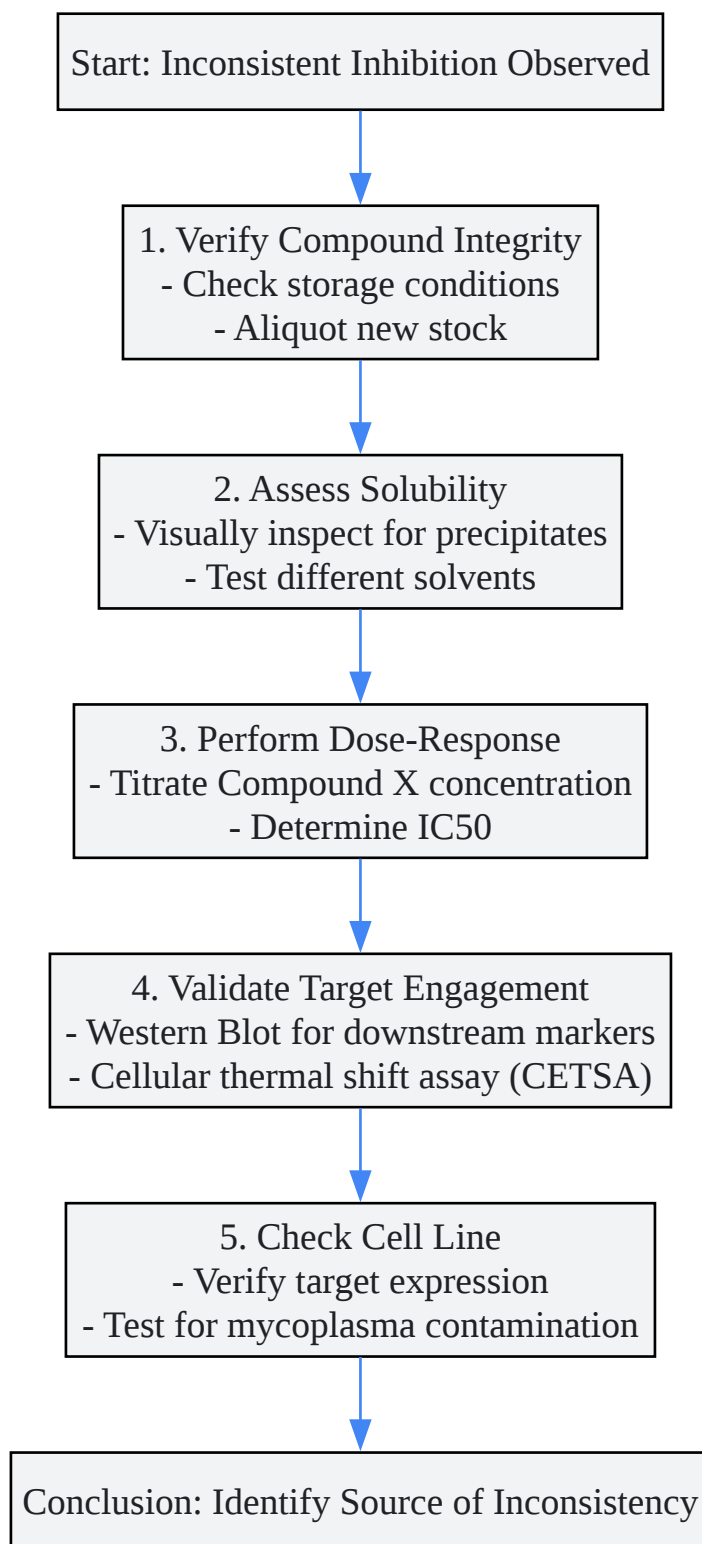 Start: Inconsistent Inhibition Observed
1. Verify Compound Integrity
- Check storage conditions
- Aliquot new stock
2. Assess Solubility
- Visually inspect for precipitates
- Test different solvents
3. Perform Dose-Response
- Titrate Compound X concentration
- Determine IC50
4. Validate Target Engagement
- Western Blot for downstream markers
- Cellular thermal shift assay (CETSA)
5. Check Cell Line
- Verify target expression
- Test for mycoplasma contamination
Conclusion: Identify Source of Inconsistency